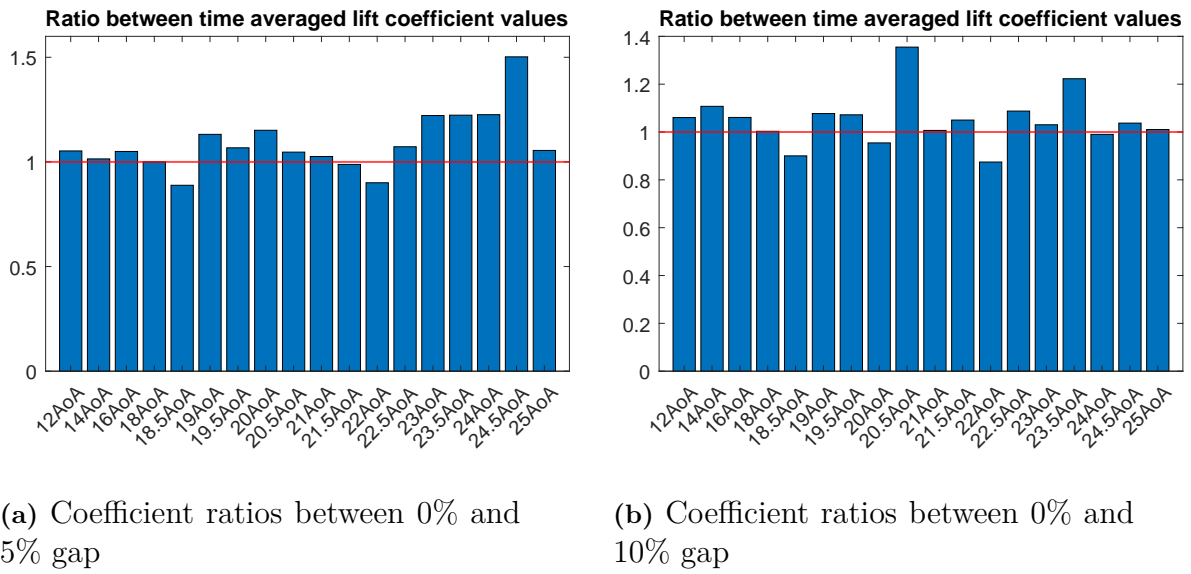 Ratio between time averaged lift coefficient values
1.5
1
0.5
0
12AoA
14AoA
16AoA
18AoA
18.5AoA
19AoA
19.5AoA
20AoA
20.5AoA
21AoA
21.5AoA
22AoA
22.5AoA
23AoA
23.5AoA
24AoA
24.5AoA
25AoA
(a) Coefficient ratios between 0% and
5% gap
Ratio between time averaged lift coefficient values
1.4
1.2
1
0.8
0.6
0.4
0.2
0
12AoA
14AoA
16AoA
18AoA
18.5AoA
19AoA
19.5AoA
20AoA
20.5AoA
21AoA
21.5AoA
22AoA
22.5AoA
23AoA
23.5AoA
24AoA
24.5AoA
25AoA
(b) Coefficient ratios between 0% and
10% gap